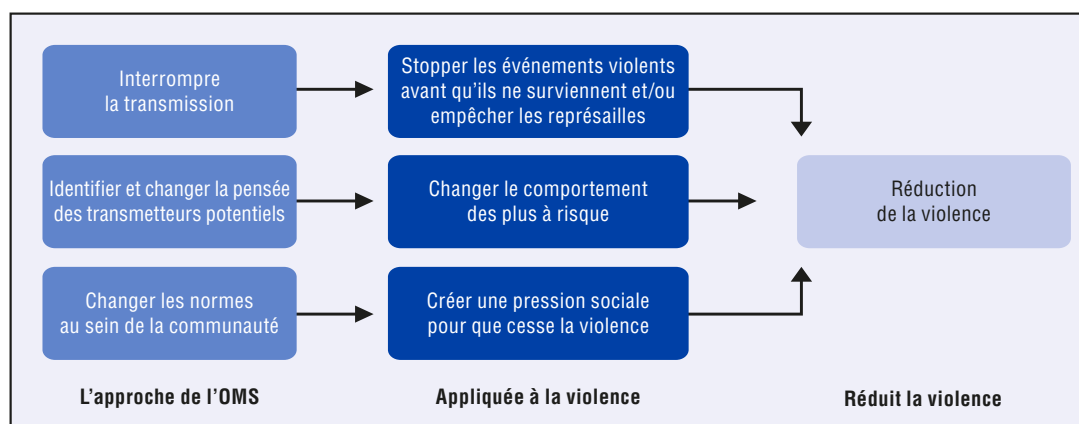 Interrompre
la transmission
Stopper les événements violents
avant qu'ils ne surviennent et/ou
empêcher les représailles
Identifier et changer la pensée
des transmetteurs potentiels
Changer le comportement
des plus à risque
Réduction
de la violence
Changer les normes
au sein de la communauté
Créer une pression sociale
pour que cesse la violence
L'approche de l'OMS
Appliquée à la violence
Réduit la violence